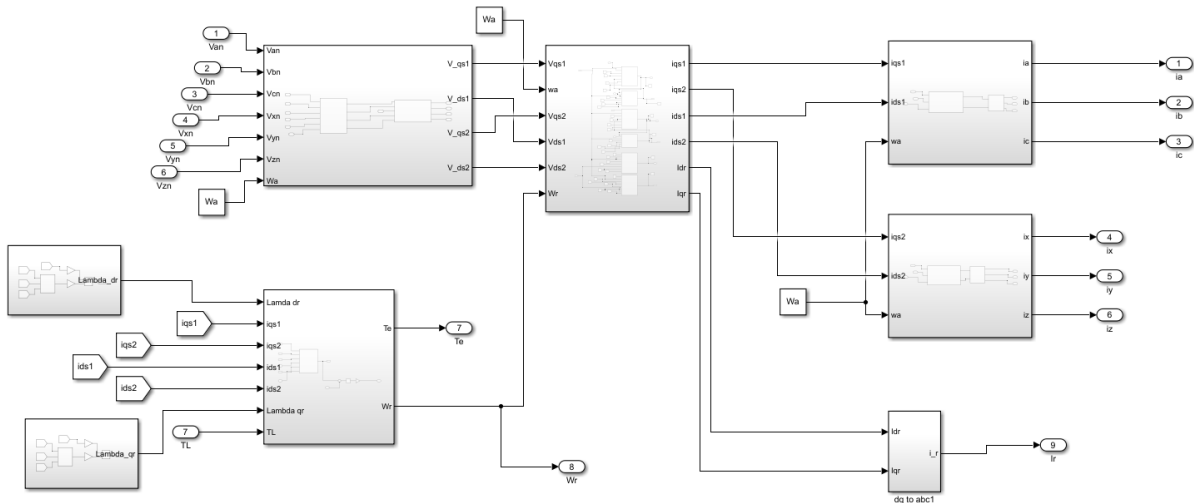 1
Van
2
Vbn
3
Vcn
4
Vxn
5
Vyn
6
Vzn
Wa
Van
Vbn
Vcn
Vxn
Vyn
Vzn
Wa
V_qs1
V_ds1
V_qs2
V_ds2
Wa
Vqs1
wa
Vqs2
Vds1
Vds2
Wr
iqs1
iqs2
ids1
ids2
Idr
Iqr
iqs1
ids1
wa
ia
ib
ic
1
ia
2
ib
3
ic
Wa
iqs2
ids2
wa
ix
iy
iz
4
ix
5
iy
6
iz
Lambda_dr
iqs1
iqs2
ids1
ids2
Lambda_qr
7
TL
Lamda dr
iqs1
iqs2
ids1
ids2
Lambda qr
TL
Te
Wr
7
Te
8
Wr
Idr
Iqr
i_r
dq to abc1
9
Ir